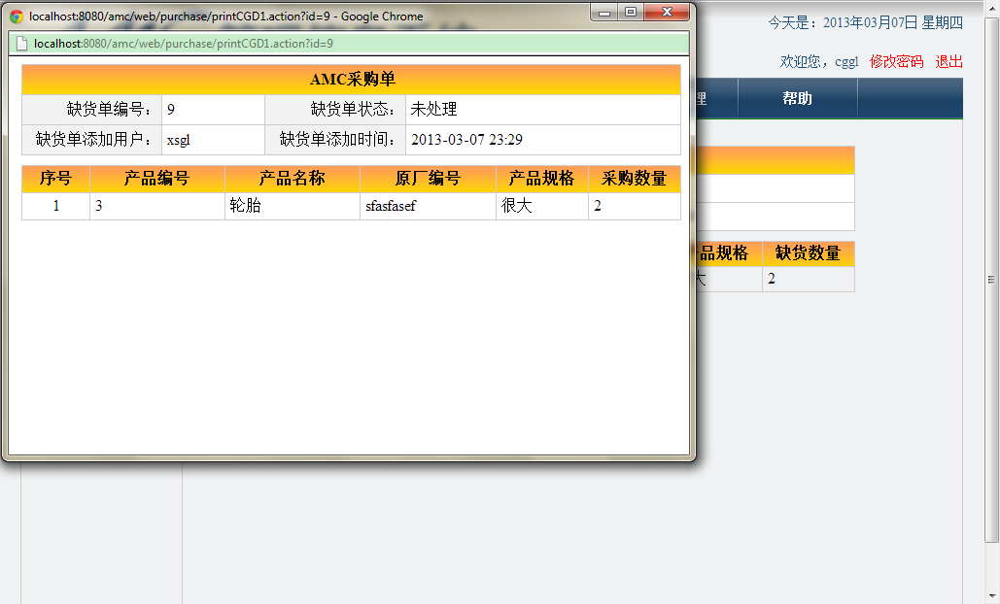 localhost:8080/amc/web/purchase/printCGD1.action?id=9 - Google Chrome
今天是：2013年03月07日 星期四
localhost:8080/amc/web/purchase/printCGD1.action?id=9
欢迎您，cggl 修改密码 退出
AMC采购单
理 帮助
缺货单编号： 9 缺货单状态： 未处理
缺货单添加用户： xsgl 缺货单添加时间： 2013-03-07 23:29
序号 产品编号 产品名称 原厂编号 产品规格 采购数量
1 3 轮胎 sfasfasef 很大 2
品规格 缺货数量
大 2